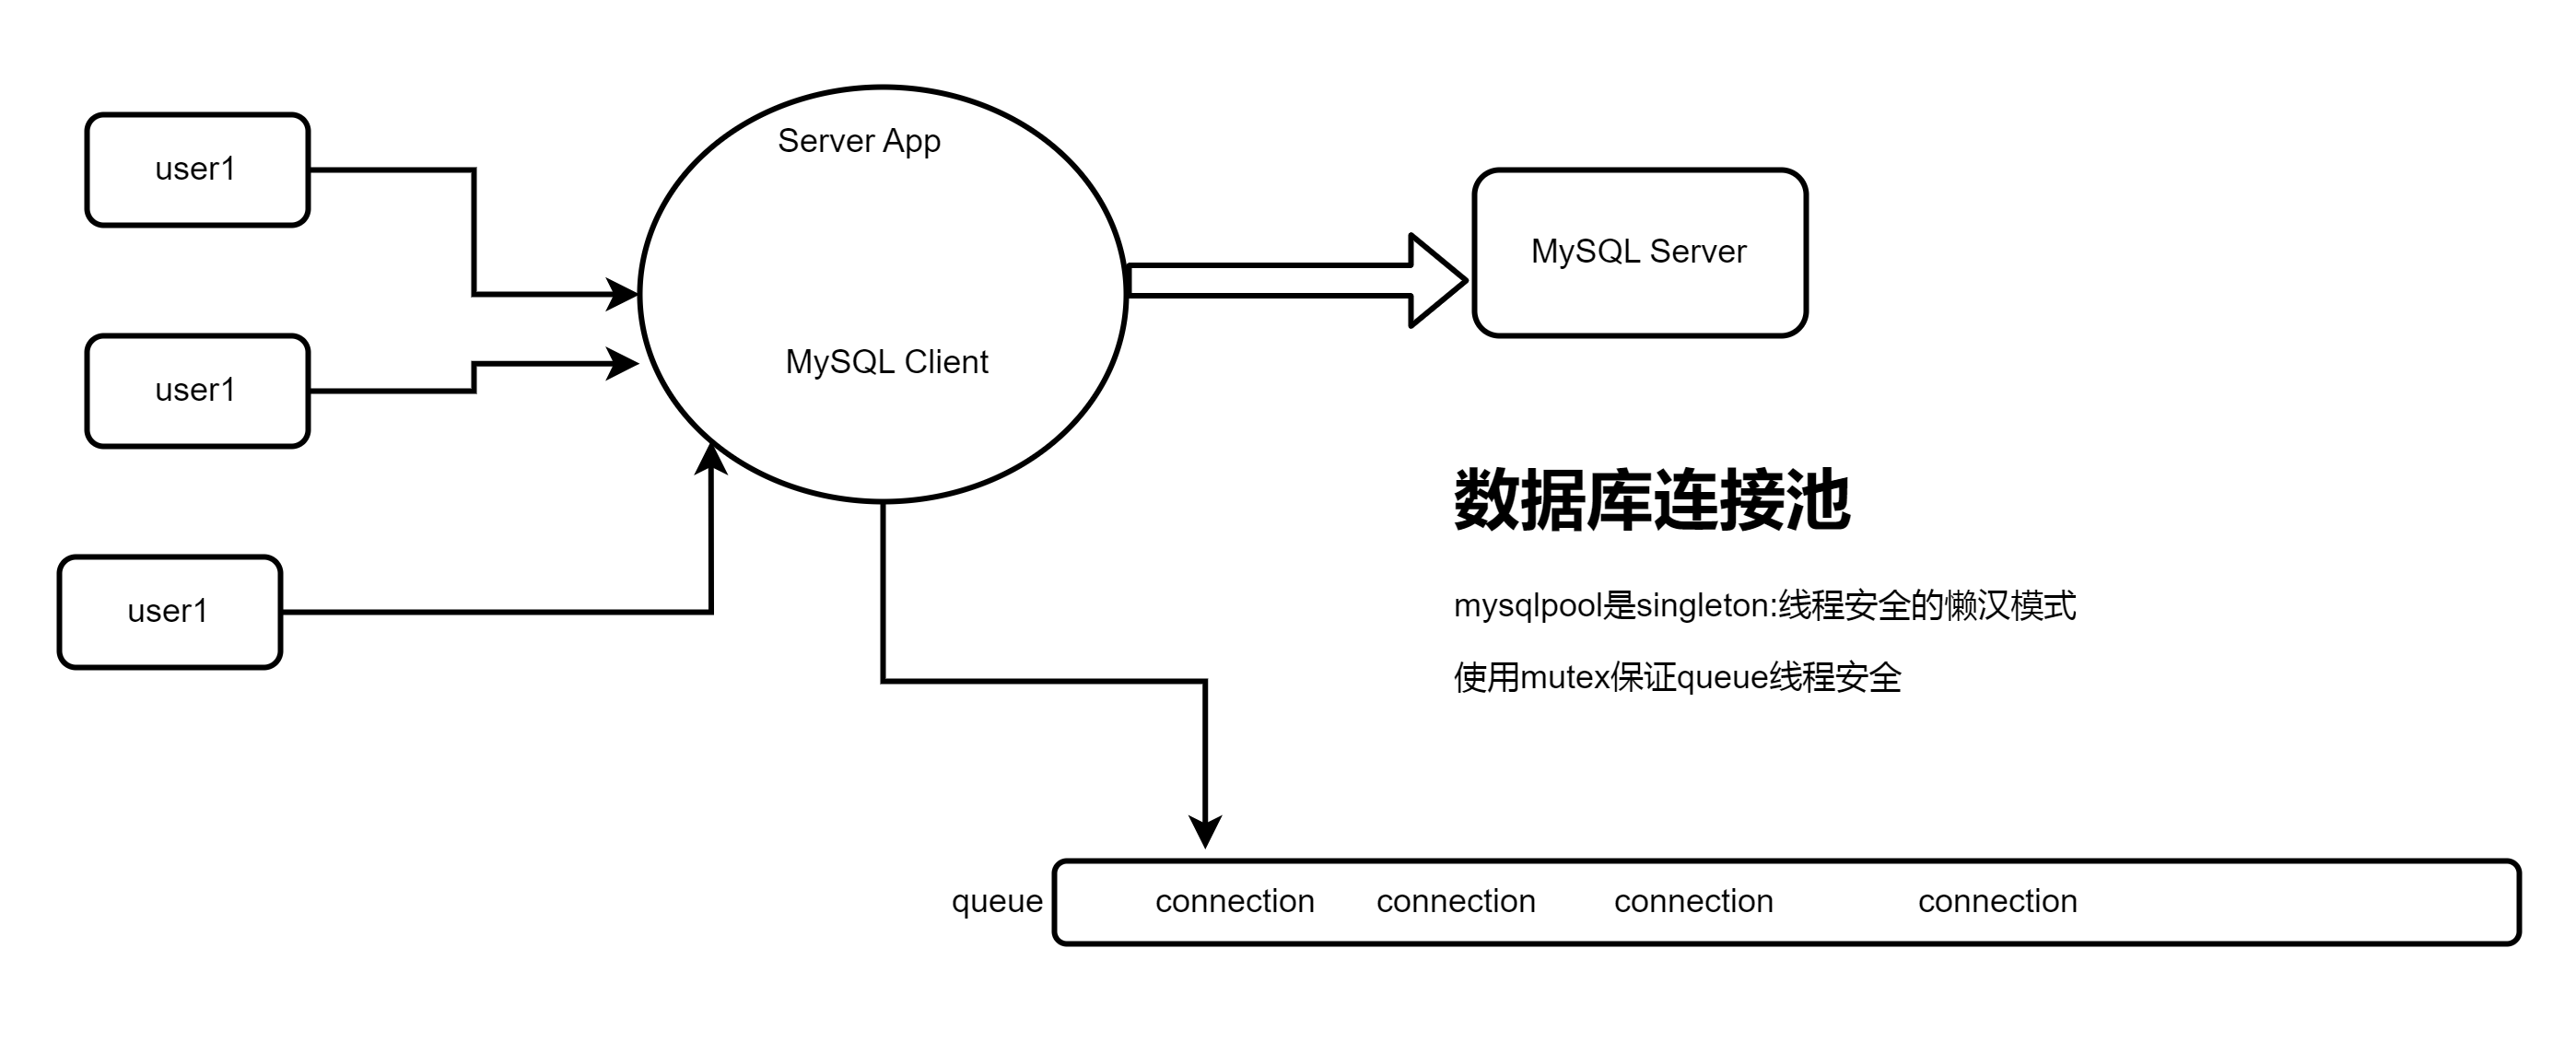 user1
Server App
MySQL Server
user1
MySQL Client
数据库连接池
user1
mysqlpool是singleton:线程安全的懒汉模式
使用mutex保证queue线程安全
queue connection connection connection connection